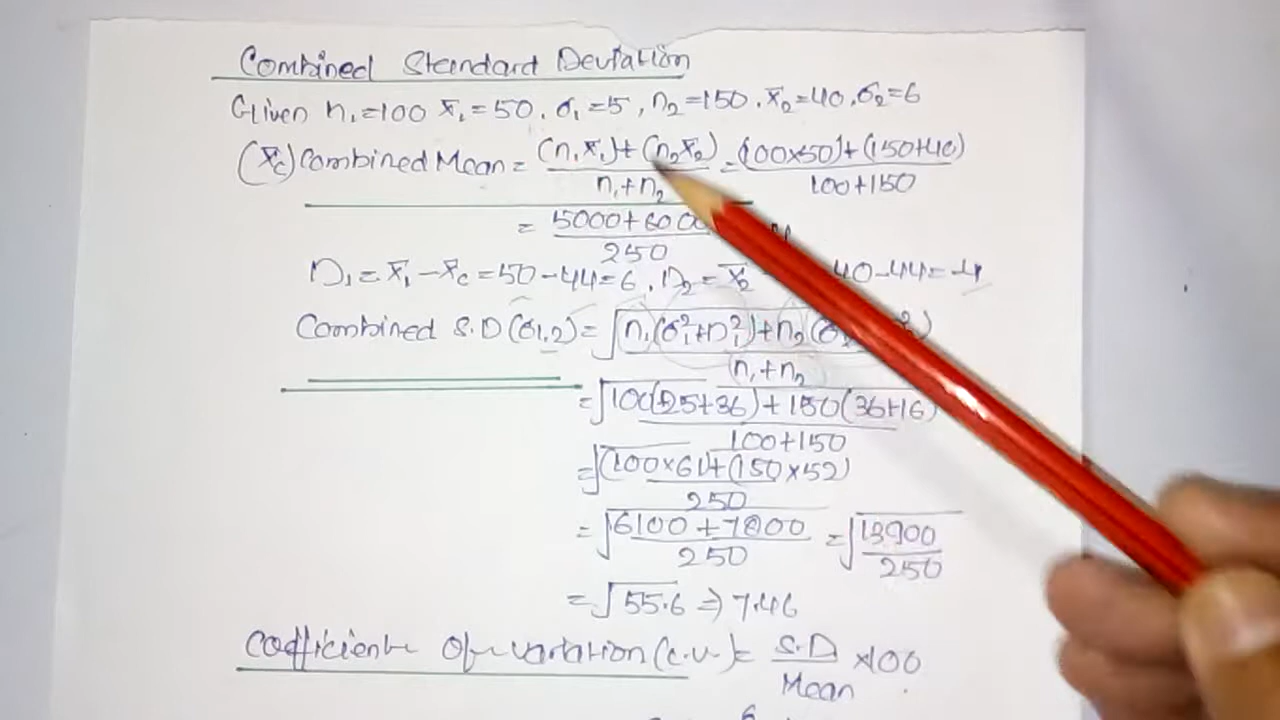 Combined Standard Deviation
Given n₁=100 x̄₁=50, σ₁=5, n₂=150, x̄₂=40, σ₂=6
(x̄c) Combined Mean = (n₁x̄₁)+(n₂x̄₂) / n₁+n₂ = (100×50)+(150+40) / 100+150
= 5000+600 / 250
D₁ = x̄₁ - x̄c = 50-44=6, D₂ = x̄₂ 40-44=-4
Combined S.D (σ1,2) = √ n₁(σ₁²+D₁²)+n₂(σ ²) / n₁+n₂
= √ 100(25+36)+150(36+16) / 100+150
= √ (100×61)+(150×52) / 250
= √ 6100+7800 / 250 = √ 13900 / 250
= √55.6 ⇒ 7.46
Coefficient of variation (c.v) = S.D / Mean ×100
6